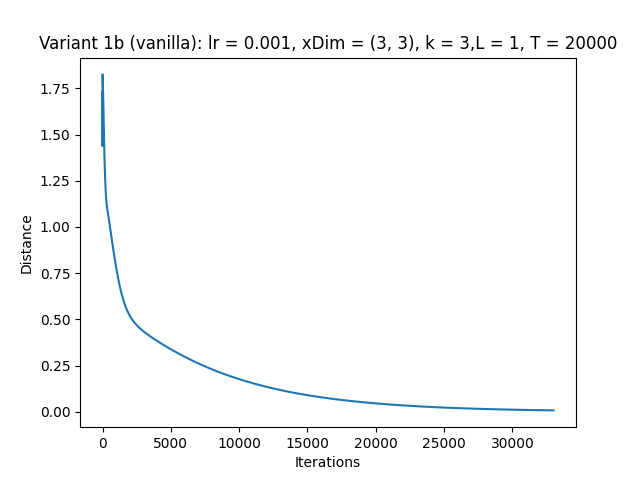 Variant 1b (vanilla): lr = 0.001, xDim = (3, 3), k = 3,L = 1, T = 20000
1.75
1.50
1.25
1.00
0.75
0.50
0.25
0.00
Distance
0 5000 10000 15000 20000 25000 30000
Iterations